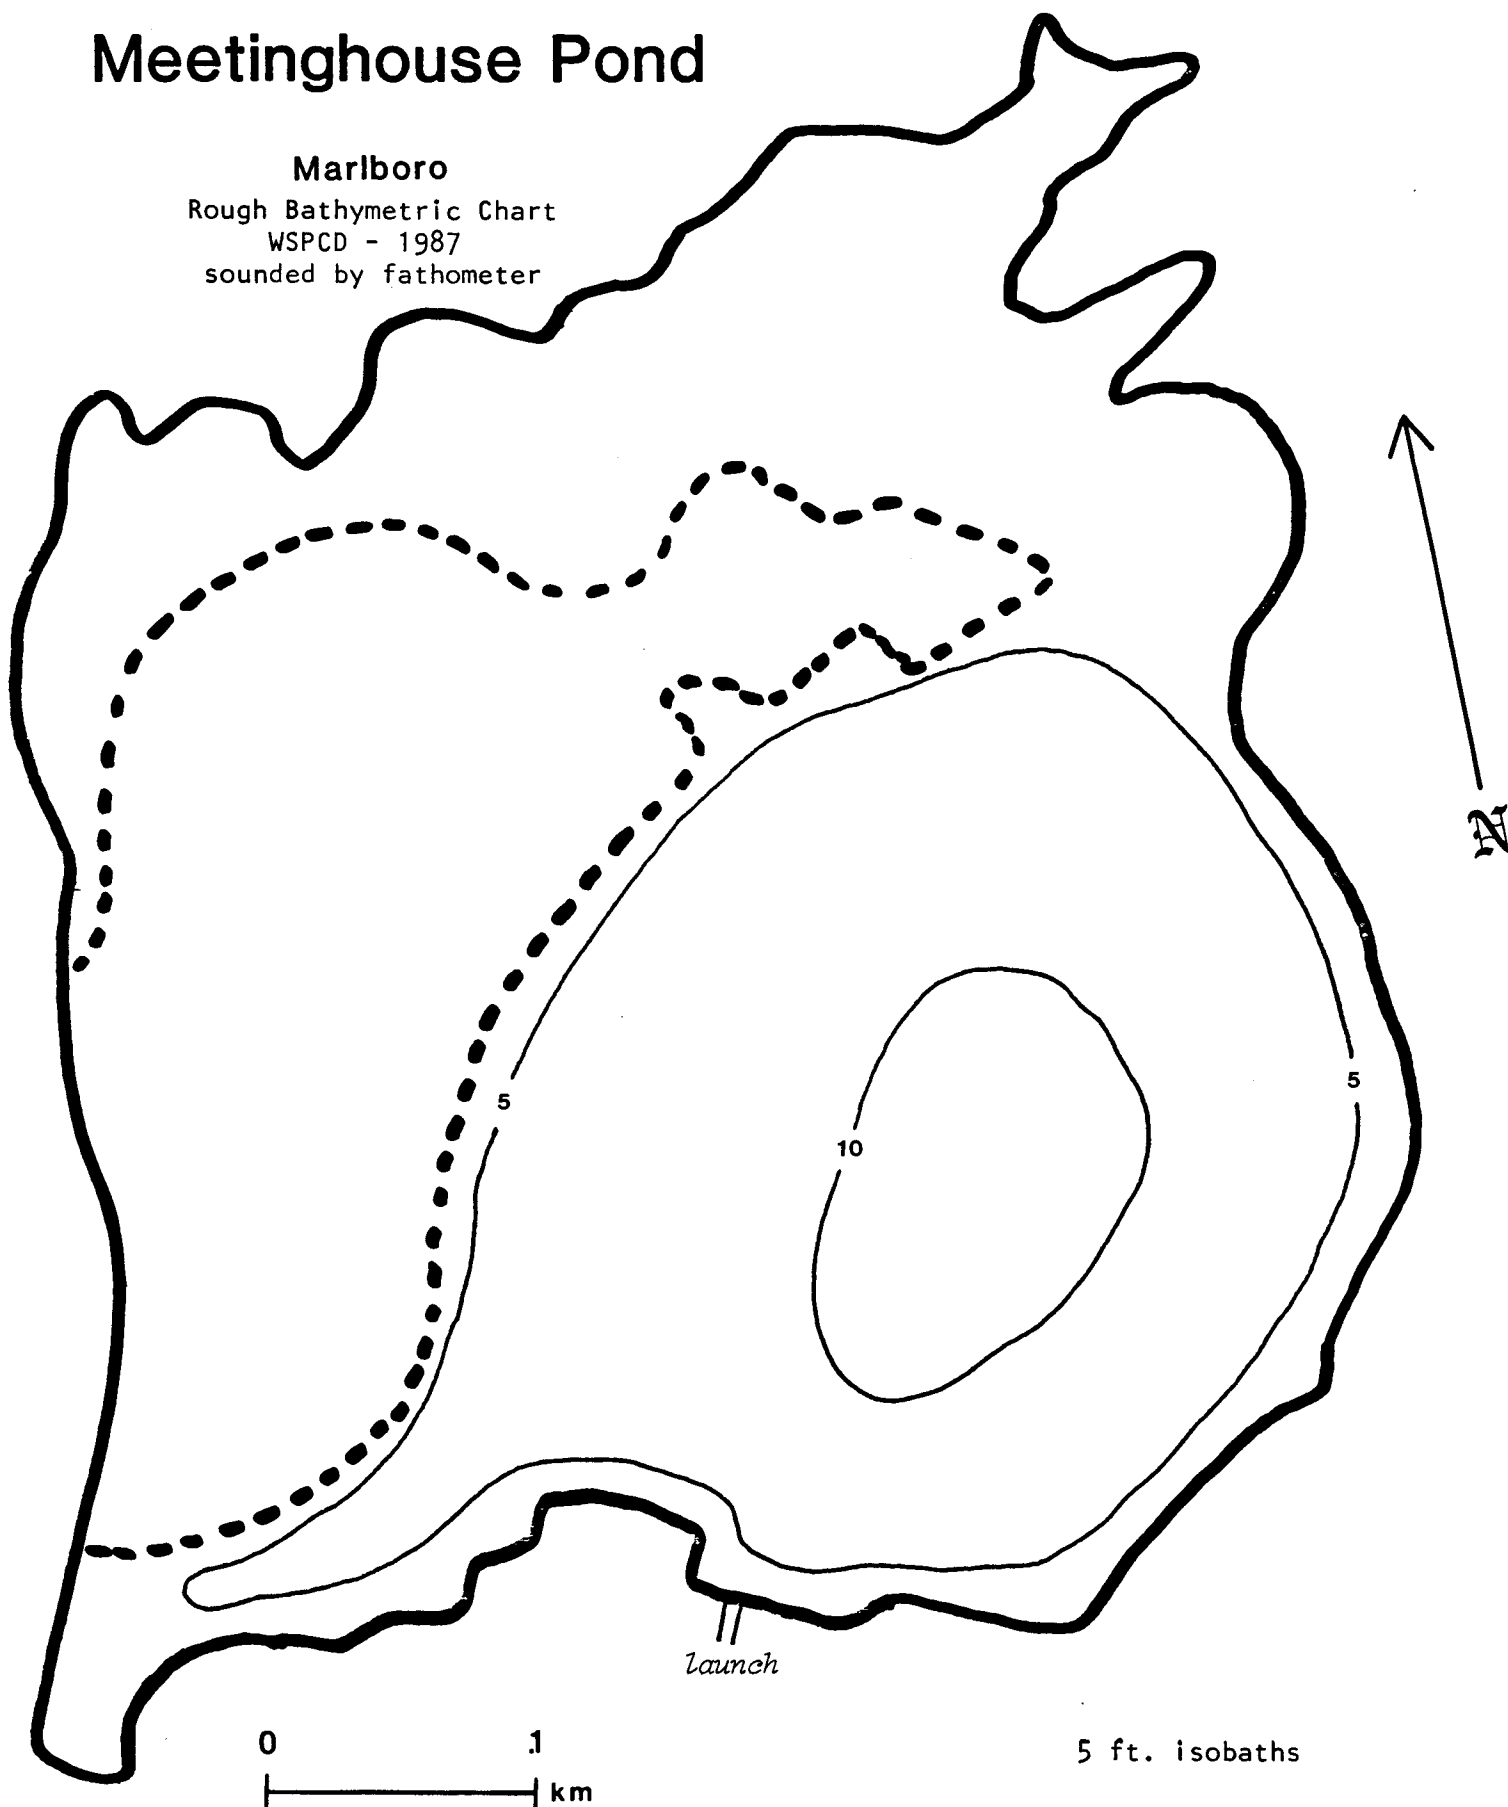 Meetinghouse Pond
Marlboro
Rough Bathymetric Chart
WSPCD - 1987
sounded by fathometer
N
5
5
10
launch
0 .1
km
5 ft. isobaths